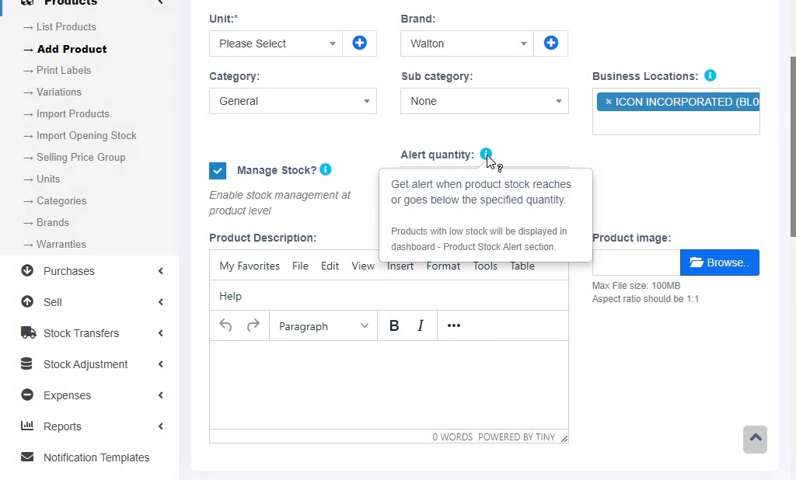 Products
→ List Products
→ Add Product
→ Print Labels
→ Variations
→ Import Products
→ Import Opening Stock
→ Selling Price Group
→ Units
→ Categories
→ Brands
→ Warranties
Purchases
Sell
Stock Transfers
Stock Adjustment
Expenses
Reports
Notification Templates
Unit:*
Please Select
Brand:
Walton
Category:
General
Sub category:
None
Business Locations:
× ICON INCORPORATED (BL0
Manage Stock?
Enable stock management at
product level
Alert quantity:
Get alert when product stock reaches
or goes below the specified quantity.
Products with low stock will be displayed in
dashboard - Product Stock Alert section.
Product Description:
My Favorites File Edit View Insert Format Tools Table
Help
Paragraph B I ...
0 WORDS POWERED BY TINY
Product image:
Browse..
Max File size: 100MB
Aspect ratio should be 1:1